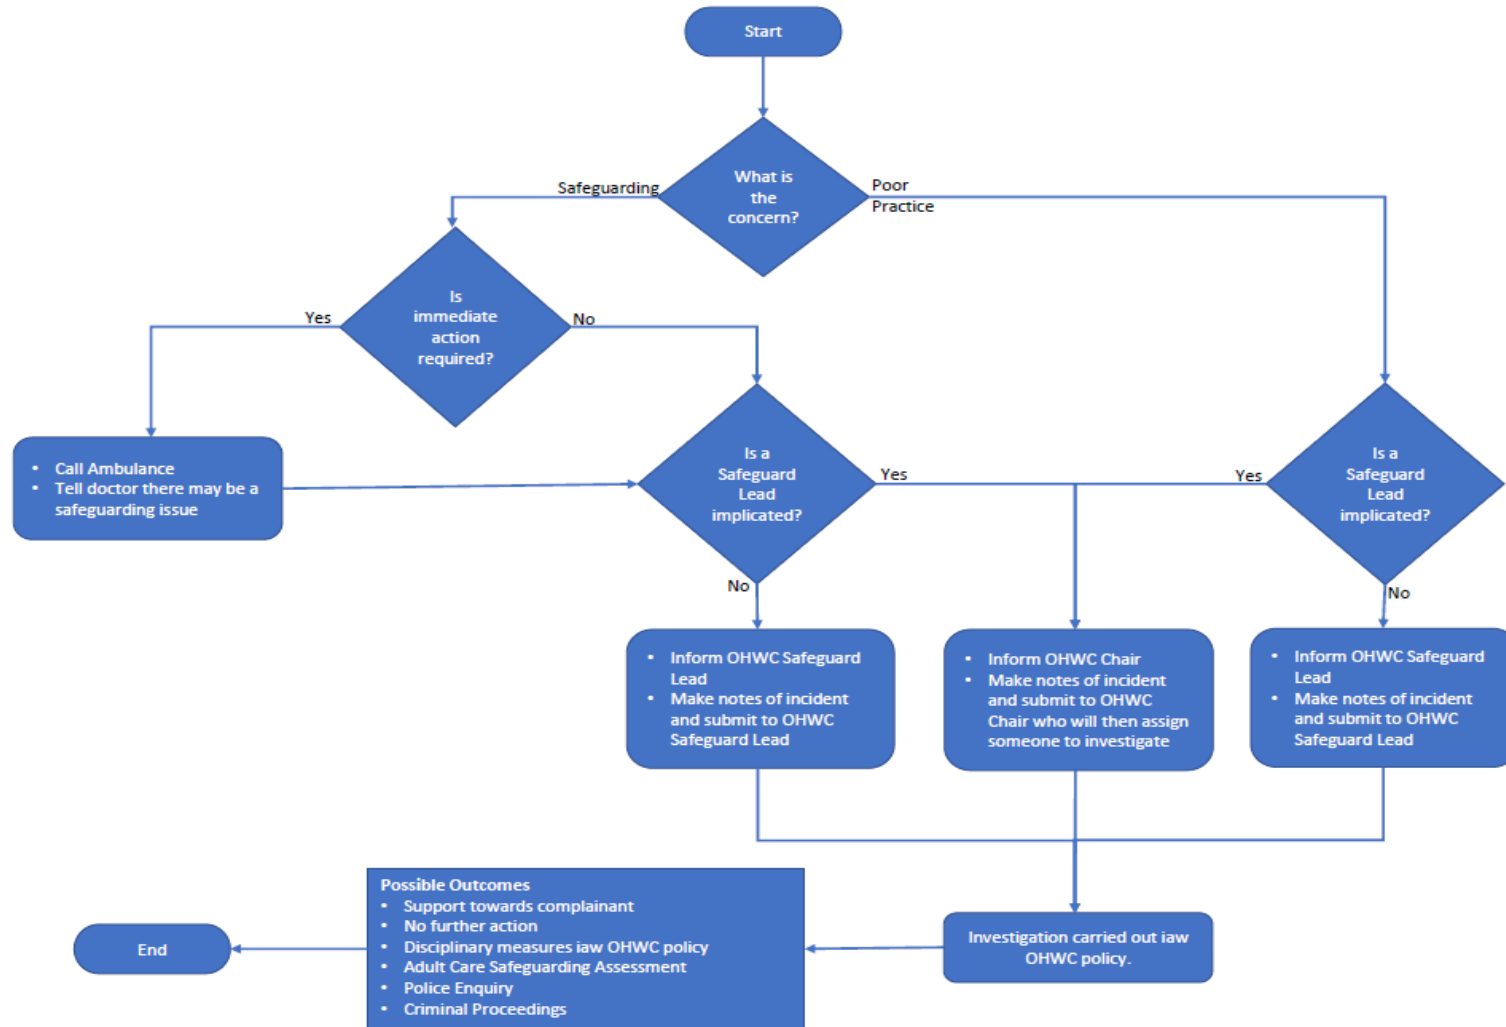 Start
What is
the
concern?
Safeguarding
Poor
Practice
Is
immediate
action
required?
Yes
No
• Call Ambulance
• Tell doctor there may be a
safeguarding issue
Is a
Safeguard
Lead
implicated?
Yes
No
Is a
Safeguard
Lead
implicated?
Yes
No
• Inform OHWC Safeguard
Lead
• Make notes of incident
and submit to OHWC
Safeguard Lead
• Inform OHWC Chair
• Make notes of incident
and submit to OHWC
Chair who will then assign
someone to investigate
• Inform OHWC Safeguard
Lead
• Make notes of incident
and submit to OHWC
Safeguard Lead
Investigation carried out iaw
OHWC policy.
Possible Outcomes
• Support towards complainant
• No further action
• Disciplinary measures iaw OHWC policy
• Adult Care Safeguarding Assessment
• Police Enquiry
• Criminal Proceedings
End